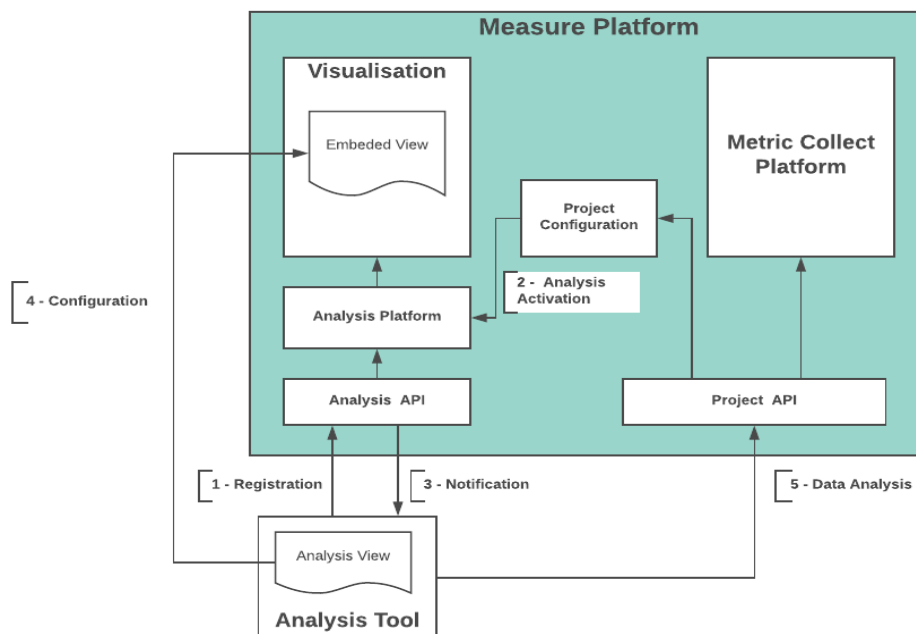 Measure Platform
Visualisation
Embeded View
Metric Collect
Platform
Project
Configuration
2 - Analysis
Activation
4 - Configuration
Analysis Platform
Analysis API
Project API
1 - Registration
3 - Notification
5 - Data Analysis
Analysis View
Analysis Tool